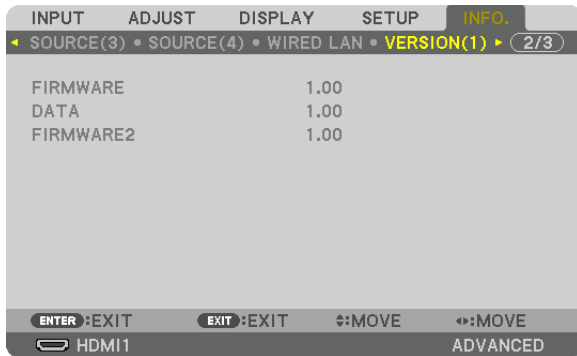 INPUT ADJUST DISPLAY SETUP INFO.
◂ SOURCE(3) • SOURCE(4) • WIRED LAN • VERSION(1) ▸ 2/3
FIRMWARE 1.00
DATA 1.00
FIRMWARE2 1.00
ENTER :EXIT EXIT :EXIT ♦:MOVE ◂▸:MOVE
HDMI1 ADVANCED